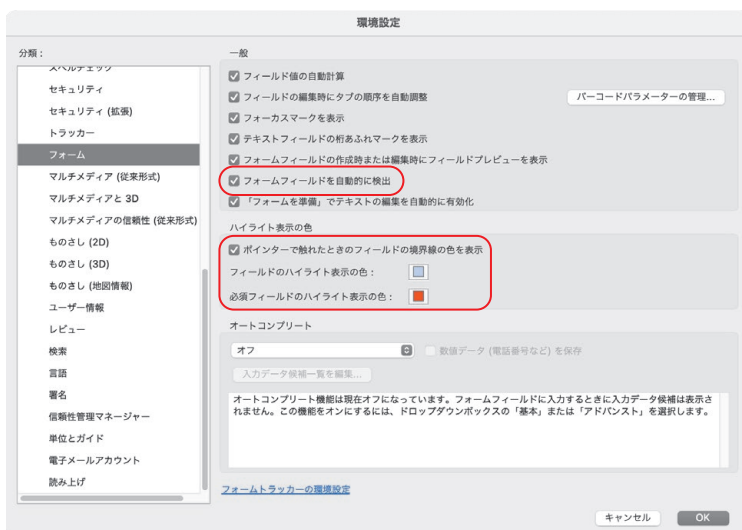 環境設定
分類：
スペルチェック
セキュリティ
セキュリティ (拡張)
トラッカー
フォーム
マルチメディア (従来形式)
マルチメディアと 3D
マルチメディアの信頼性 (従来形式)
ものさし (2D)
ものさし (3D)
ものさし (地図情報)
ユーザー情報
レビュー
検索
言語
署名
信頼性管理マネージャー
単位とガイド
電子メールアカウント
読み上げ
一般
フィールド値の自動計算
フィールドの編集時にタブの順序を自動調整
バーコードパラメーターの管理...
フォーカスマークを表示
テキストフィールドの桁あふれマークを表示
フォームフィールドの作成時または編集時にフィールドプレビューを表示
フォームフィールドを自動的に検出
「フォームを準備」でテキストの編集を自動的に有効化
ハイライト表示の色
ポインターで触れたときのフィールドの境界線の色を表示
フィールドのハイライト表示の色：
必須フィールドのハイライト表示の色：
オートコンプリート
オフ
数値データ (電話番号など) を保存
入力データ候補一覧を編集...
オートコンプリート機能は現在オフになっています。フォームフィールドに入力するときに入力データ候補は表示さ
れません。この機能をオンにするには、ドロップダウンボックスの「基本」または「アドバンスト」を選択します。
フォームトラッカーの環境設定
キャンセル
OK